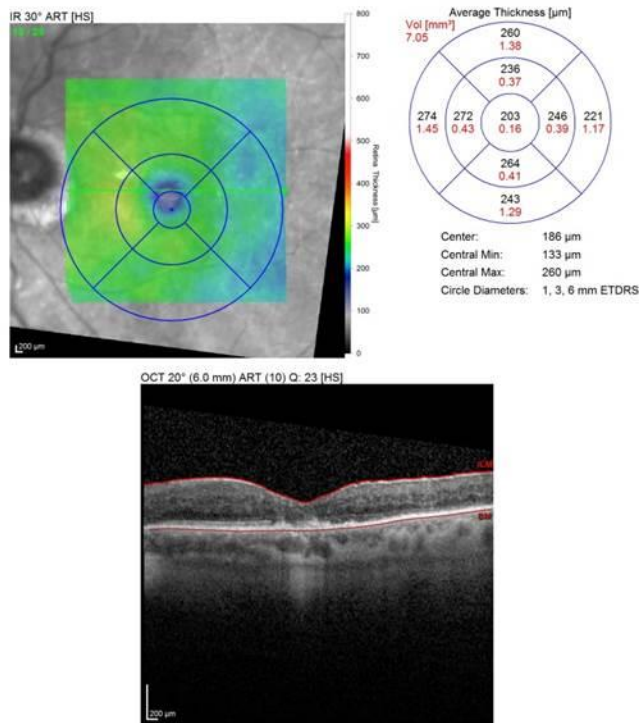 IR 30° ART [HS]
800
700
600
500
400
300
200
100
0
Retina Thickness [µm]
200 µm
Average Thickness [µm]
Vol [mm³]
7.05
260
1.38
236
0.37
274
1.45
272
0.43
203
0.16
246
0.39
221
1.17
264
0.41
243
1.29
Center: 186 µm
Central Min: 133 µm
Central Max: 260 µm
Circle Diameters: 1, 3, 6 mm ETDRS
OCT 20° (6.0 mm) ART (10) Q: 23 [HS]
ILM
BM
200 µm